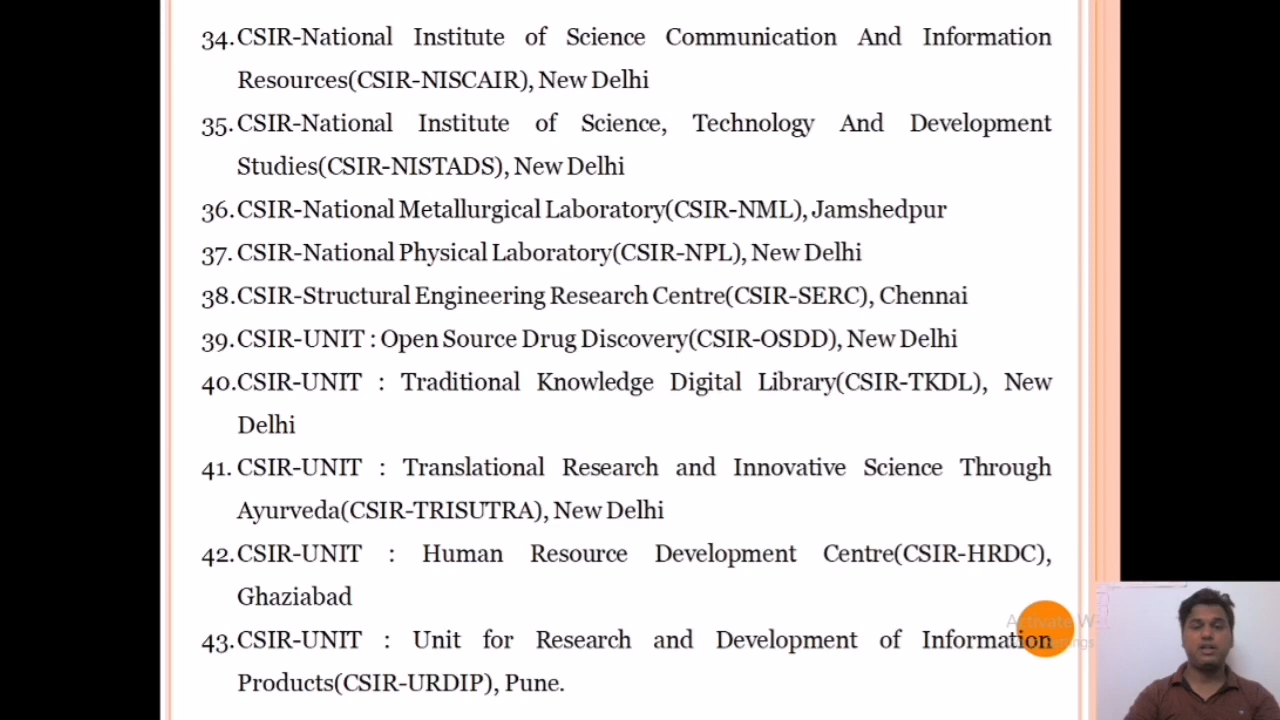 34. CSIR-National Institute of Science Communication And Information
Resources(CSIR-NISCAIR), New Delhi
35. CSIR-National Institute of Science, Technology And Development
Studies(CSIR-NISTADS), New Delhi
36. CSIR-National Metallurgical Laboratory(CSIR-NML), Jamshedpur
37. CSIR-National Physical Laboratory(CSIR-NPL), New Delhi
38. CSIR-Structural Engineering Research Centre(CSIR-SERC), Chennai
39. CSIR-UNIT : Open Source Drug Discovery(CSIR-OSDD), New Delhi
40. CSIR-UNIT : Traditional Knowledge Digital Library(CSIR-TKDL), New
Delhi
41. CSIR-UNIT : Translational Research and Innovative Science Through
Ayurveda(CSIR-TRISUTRA), New Delhi
42. CSIR-UNIT : Human Resource Development Centre(CSIR-HRDC),
Ghaziabad
43. CSIR-UNIT : Unit for Research and Development of Information
Products(CSIR-URDIP), Pune.
Activate W